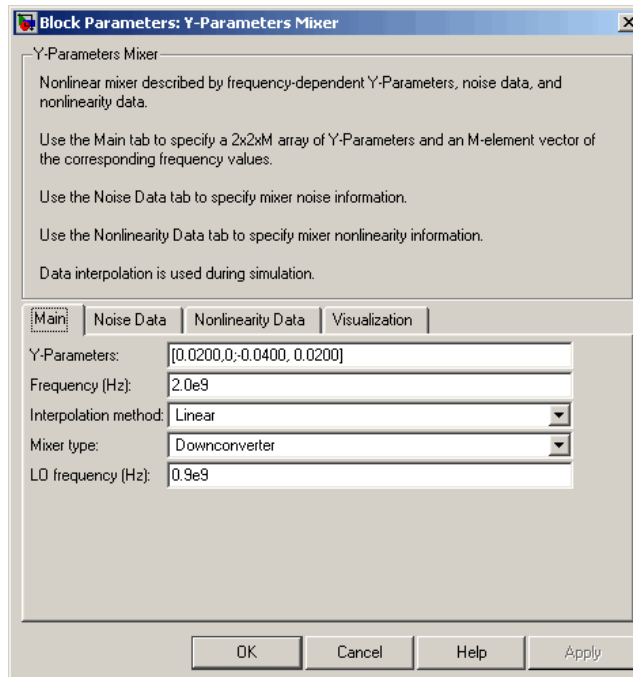 Block Parameters: Y-Parameters Mixer
Y-Parameters Mixer
Nonlinear mixer described by frequency-dependent Y-Parameters, noise data, and
nonlinearity data.
Use the Main tab to specify a 2x2xM array of Y-Parameters and an M-element vector of
the corresponding frequency values.
Use the Noise Data tab to specify mixer noise information.
Use the Nonlinearity Data tab to specify mixer nonlinearity information.
Data interpolation is used during simulation.
Main Noise Data Nonlinearity Data Visualization
Y-Parameters: [0.0200,0;-0.0400, 0.0200]
Frequency (Hz): 2.0e9
Interpolation method: Linear
Mixer type: Downconverter
LO frequency (Hz): 0.9e9
OK Cancel Help Apply